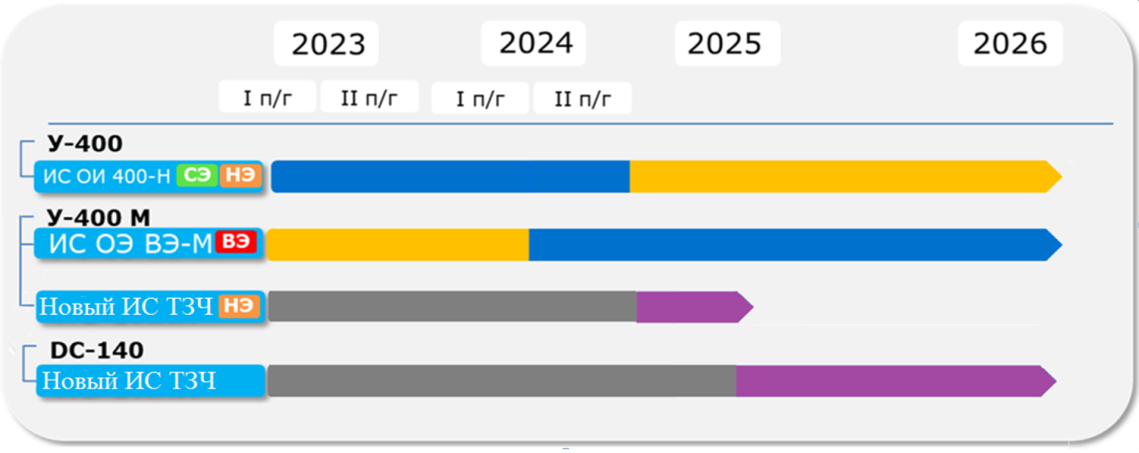 2023 2024 2025 2026
I п/г II п/г I п/г II п/г
У-400
ИС ОИ 400-Н СЭ НЭ
У-400 М
ИС ОЭ ВЭ-М ВЭ
Новый ИС ТЗЧ НЭ
DC-140
Новый ИС ТЗЧ